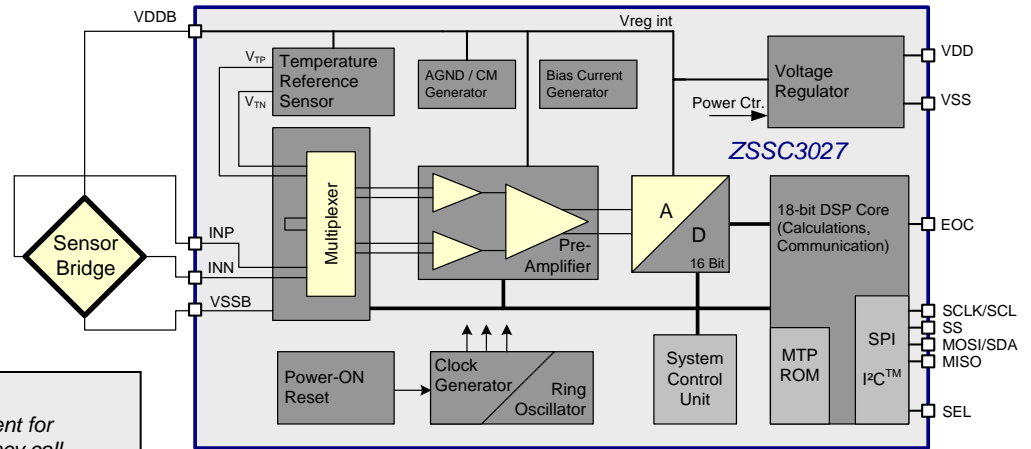 VDDB
Vreg int
VTP
VTN
Temperature
Reference
Sensor
AGND / CM
Generator
Bias Current
Generator
Voltage
Regulator
Power Ctr.
VDD
VSS
ZSSC3027
Multiplexer
Pre-
Amplifier
A
D
16 Bit
18-bit DSP Core
(Calculations,
Communication)
EOC
Sensor
Bridge
INP
INN
VSSB
Power-ON
Reset
Clock
Generator
Ring
Oscillator
System
Control
Unit
MTP
ROM
SPI
I²C™
SCLK/SCL
SS
MOSI/SDA
MISO
SEL
ent for